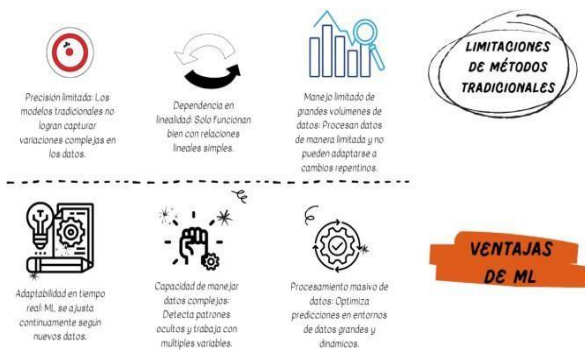 Precisión limitada: Los
modelos tradicionales no
logran capturar
variaciones complejas en
los datos.
Dependencia en
linealidad: Solo funcionan
bien con relaciones
lineales simples.
Manejo limitado de
grandes volúmenes de
datos: Procesan datos
de manera limitada y no
pueden adaptarse a
cambios repentinos.
LIMITACIONES
DE MÉTODOS
TRADICIONALES
Adaptabilidad en tiempo
real: ML se ajusta
continuamente según
nuevos datos.
Capacidad de manejar
datos complejos:
Detecta patrones
ocultos y trabaja con
múltiples variables.
Procesamiento masivo de
datos: Optimiza
predicciones en entornos
de datos grandes y
dinámicos.
VENTAJAS
DE ML